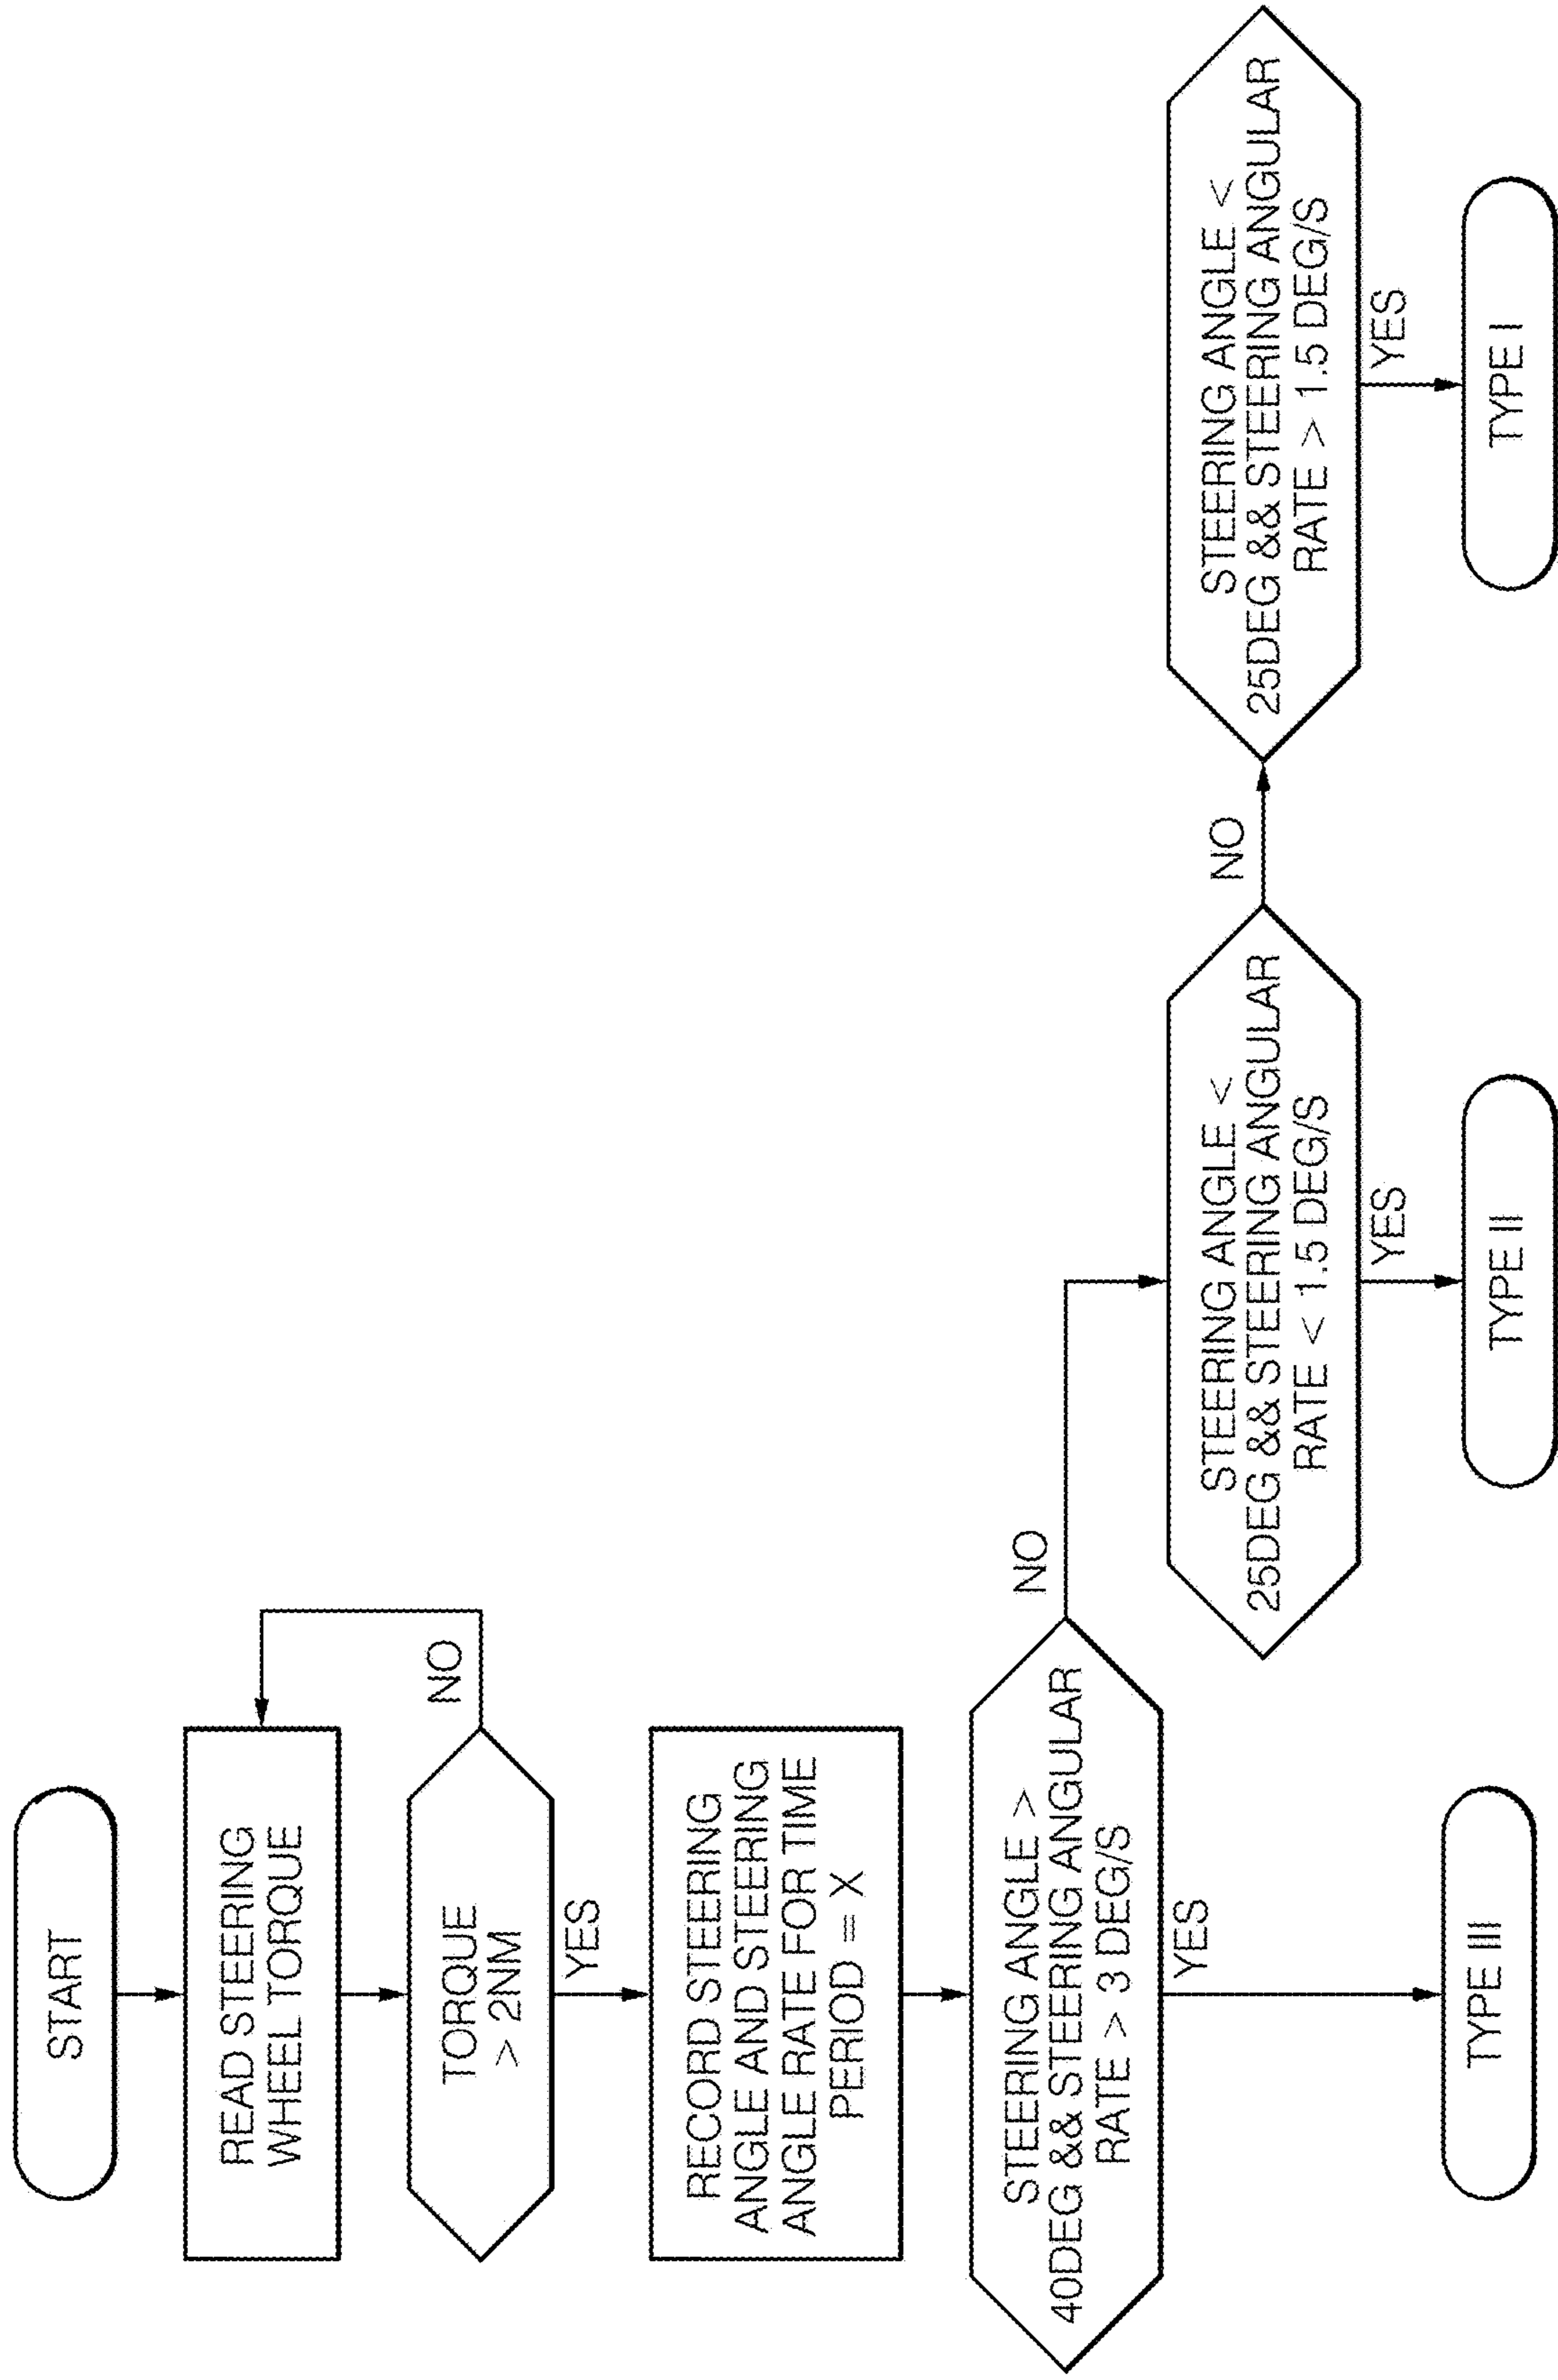 START
READ STEERING
WHEEL TORQUE
TORQUE
> 2NM
NO
YES
RECORD STEERING
ANGLE AND STEERING
ANGLE RATE FOR TIME
PERIOD = X
STEERING ANGLE >
40DEG && STEERING ANGULAR
RATE > 3 DEG/S
NO
YES
TYPE III
STEERING ANGLE <
25DEG && STEERING ANGULAR
RATE < 1.5 DEG/S
NO
YES
TYPE II
STEERING ANGLE <
25DEG && STEERING ANGULAR
RATE > 1.5 DEG/S
YES
TYPE I